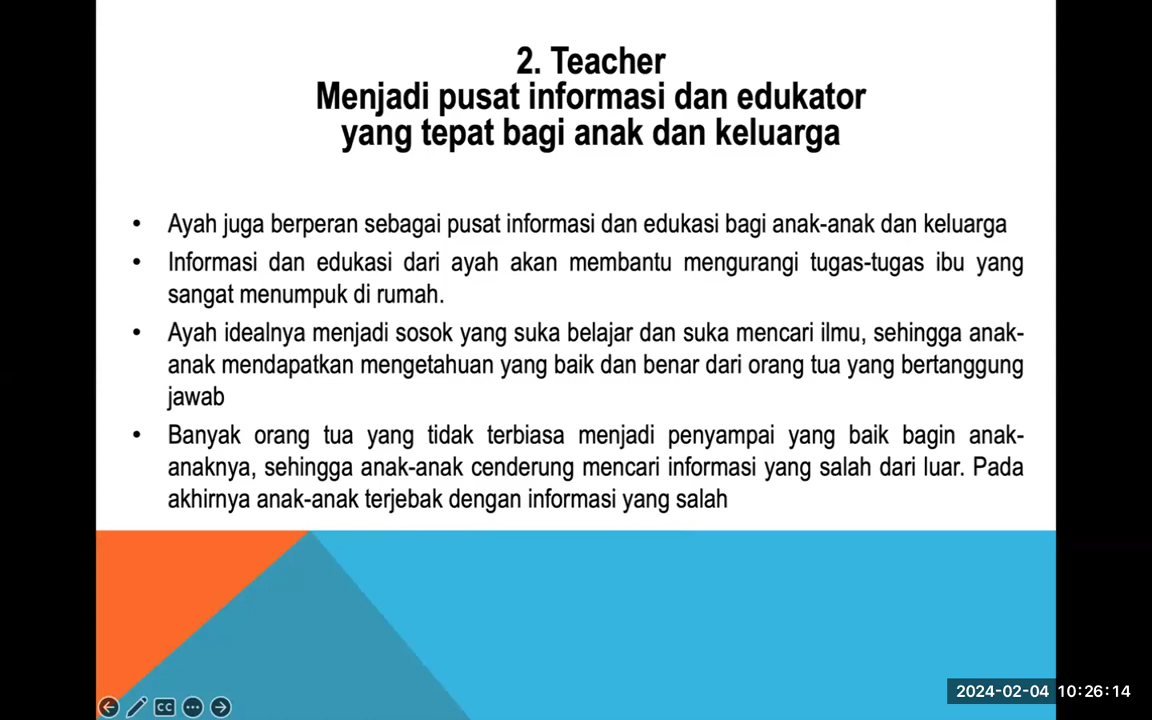 2. Teacher
Menjadi pusat informasi dan edukator
yang tepat bagi anak dan keluarga
• Ayah juga berperan sebagai pusat informasi dan edukasi bagi anak-anak dan keluarga
• Informasi dan edukasi dari ayah akan membantu mengurangi tugas-tugas ibu yang
sangat menumpuk di rumah.
• Ayah idealnya menjadi sosok yang suka belajar dan suka mencari ilmu, sehingga anak-
anak mendapatkan mengetahuan yang baik dan benar dari orang tua yang bertanggung
jawab
• Banyak orang tua yang tidak terbiasa menjadi penyampai yang baik bagin anak-
anaknya, sehingga anak-anak cenderung mencari informasi yang salah dari luar. Pada
akhirnya anak-anak terjebak dengan informasi yang salah
CC
2024-02-04 10:26:14